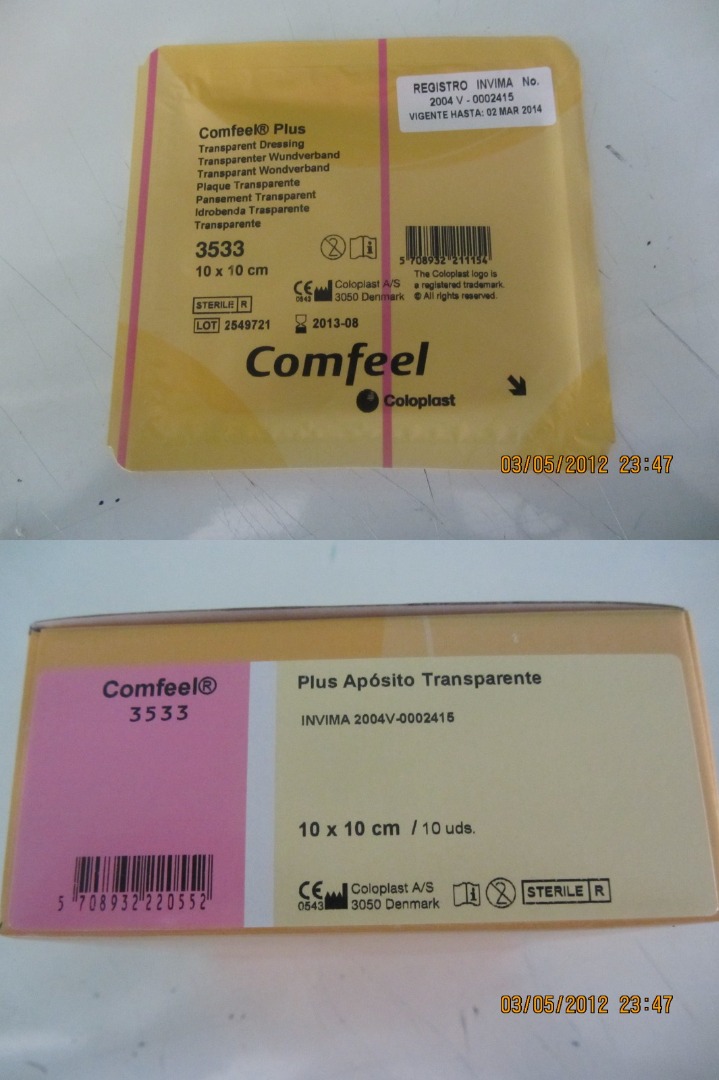 REGISTRO INVIMA No.
2004 V - 0002415
VIGENTE HASTA: 02 MAR 2014
Comfeel® Plus
Transparent Dressing
Transparenter Wundverband
Transparant Wondverband
Plaque Transparente
Pansement Transparent
Idrobenda Trasparente
Transparente
3533
10 x 10 cm
5 708932 211154
CE 0543
Coloplast A/S
3050 Denmark
The Coloplast logo is
a registered trademark.
© All rights reserved.
STERILE R
LOT 2549721
2013-08
Comfeel
Coloplast
03/05/2012 23:47
Comfeel®
3533
Plus Apósito Transparente
INVIMA 2004V-0002415
10 x 10 cm / 10 uds.
5 708932 220552
CE 0543
Coloplast A/S
3050 Denmark
2
STERILE R
03/05/2012 23:47